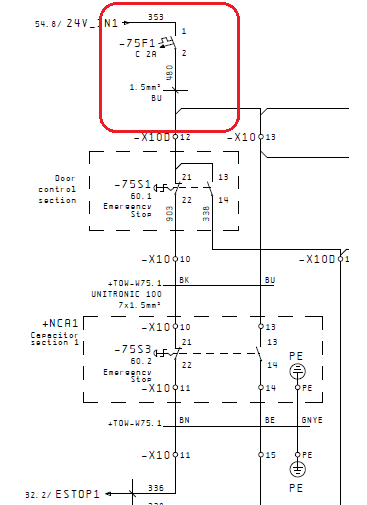 353
54.8/ 24V_IN1
1
-75F1
C 2A
2
480
1.5mm²
BU
-X10D 12
13
Door
control
section
-75S1
60.1
Emergency
Stop
21
13
22
14
903
338
-X10 10
-X10D 1
+TOW-W75.1
BK
BU
UNITRONIC 100
7x1.5mm²
+NCA1
Capacitor
section 1
-X10 10
13
-75S3
60.2
Emergency
Stop
21
13
22
14
PE
-X10 11
14
PE
+TOW-W75.1
BN
BE
GNYE
-X10 11
15
PE
PE
32.2/ ESTOP1
336